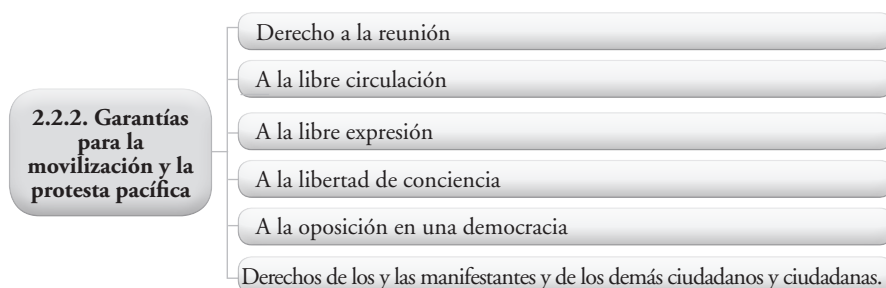 2.2.2. Garantías
para la
movilización y la
protesta pacífica
Derecho a la reunión
A la libre circulación
A la libre expresión
A la libertad de conciencia
A la oposición en una democracia
Derechos de los y las manifestantes y de los demás ciudadanos y ciudadanas.